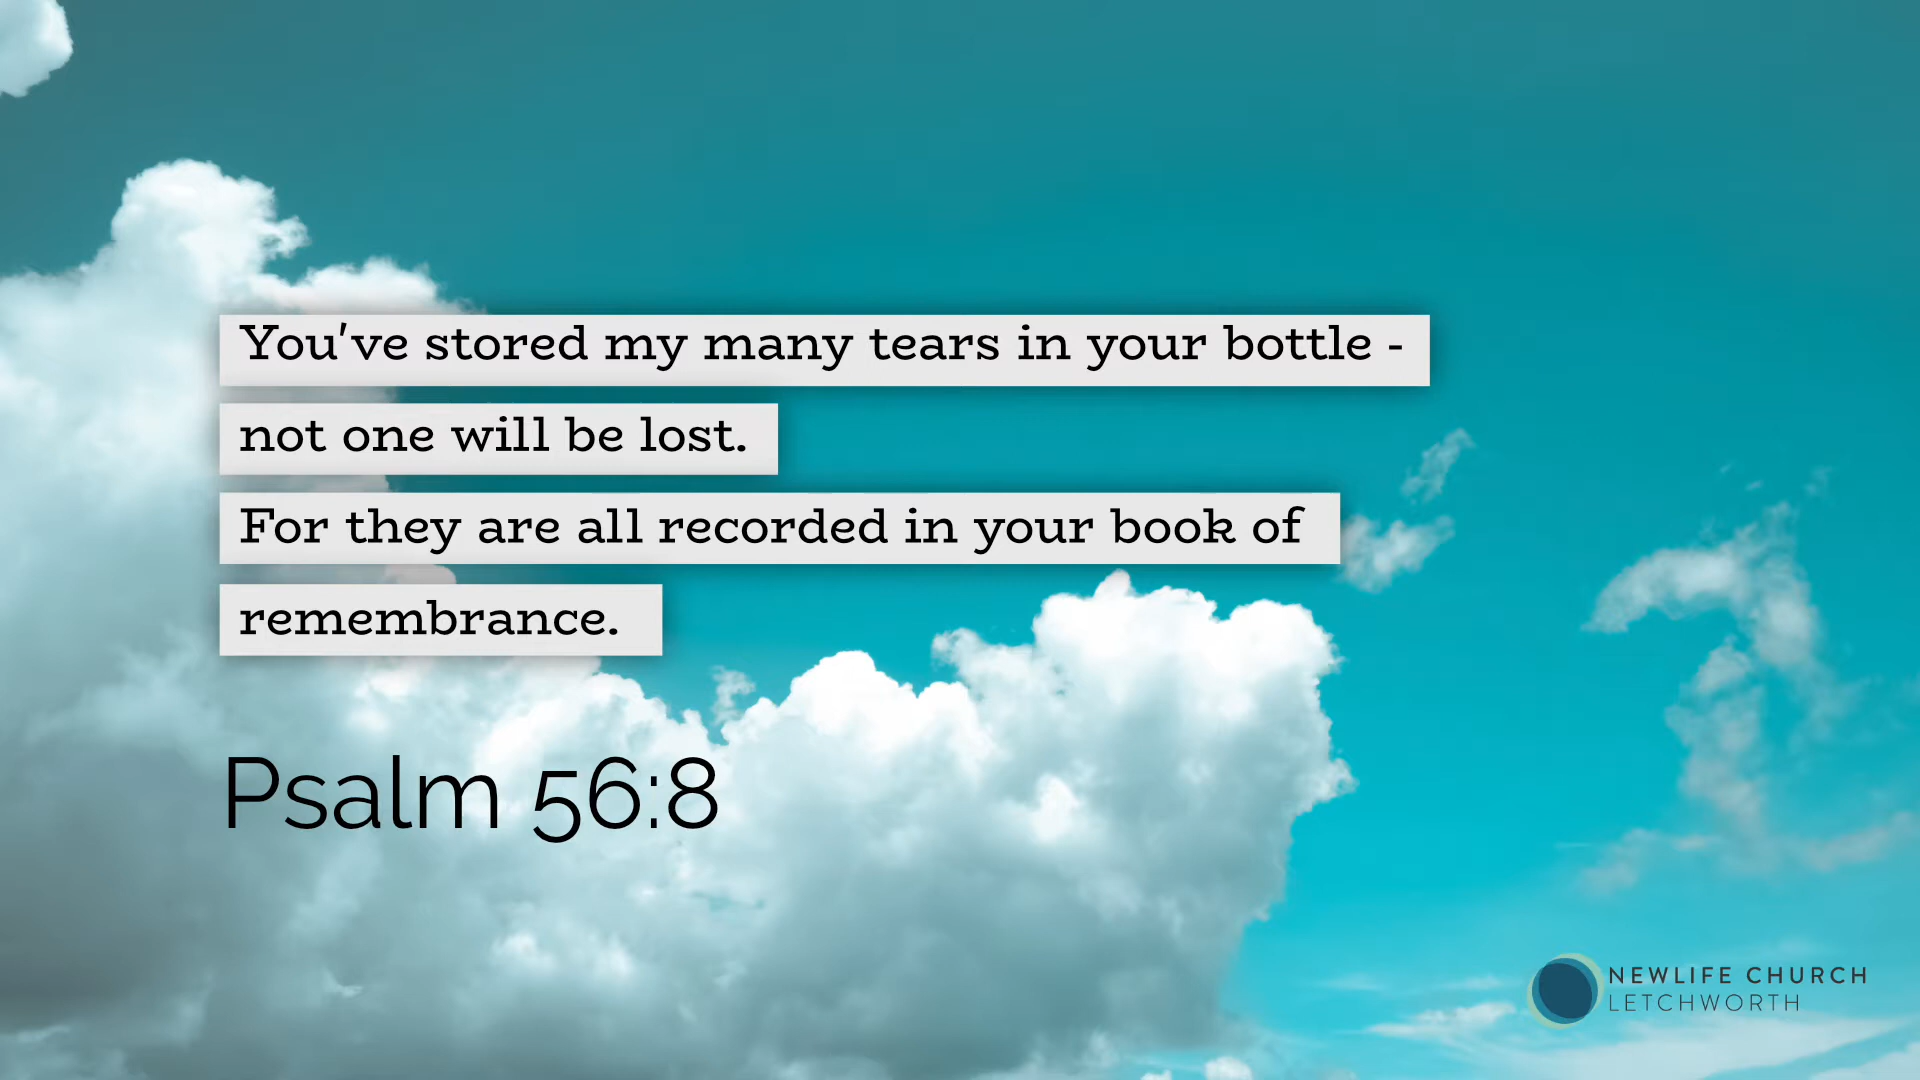 You've stored my many tears in your bottle -
not one will be lost.
For they are all recorded in your book of
remembrance.
Psalm 56:8
NEWLIFE CHURCH
LETCHWORTH